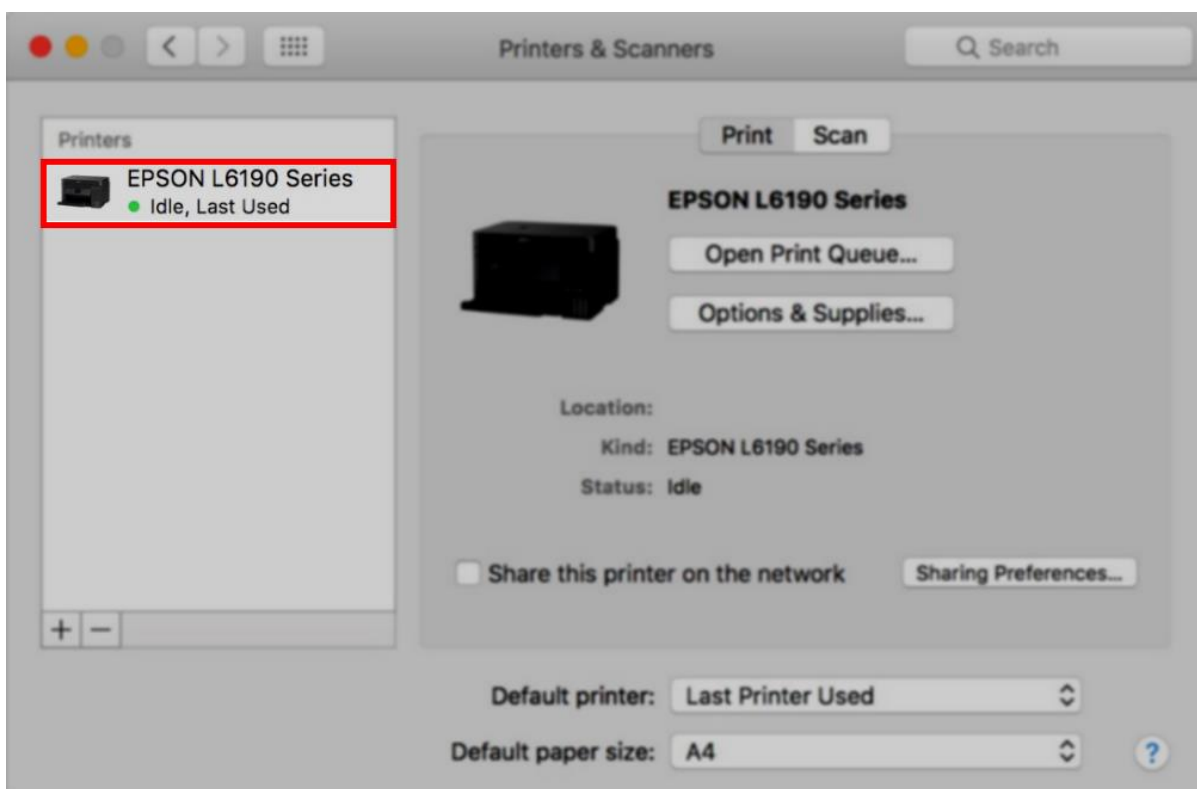 Printers & Scanners
Search
Printers
EPSON L6190 Series
Idle, Last Used
+ −
Print Scan
EPSON L6190 Series
Open Print Queue...
Options & Supplies...
Location:
Kind: EPSON L6190 Series
Status: Idle
Share this printer on the network Sharing Preferences...
Default printer: Last Printer Used
Default paper size: A4
?